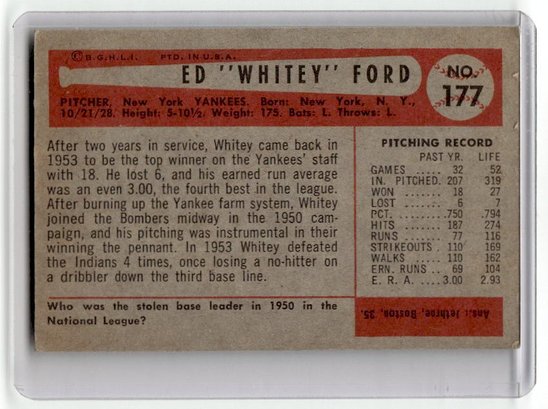 © B.G.H.L.I. PTD. IN U.S.A.
ED "WHITEY" FORD
NO.
177
PITCHER, New York YANKEES. Born: New York, N. Y.,
10/21/28. Height: 5-10½. Weight: 175. Bats: L. Throws: L.
After two years in service, Whitey came back in
1953 to be the top winner on the Yankees' staff
with 18. He lost 6, and his earned run average
was an even 3.00, the fourth best in the league.
After burning up the Yankee farm system, Whitey
joined the Bombers midway in the 1950 cam-
paign, and his pitching was instrumental in their
winning the pennant. In 1953 Whitey defeated
the Indians 4 times, once losing a no-hitter on
a dribbler down the third base line.
Who was the stolen base leader in 1950 in the
National League?
PITCHING RECORD
PAST YR. LIFE
GAMES 32 52
IN. PITCHED 207 319
WON 18 27
LOST 6 7
PCT. .750 .794
HITS 187 274
RUNS 77 116
STRIKEOUTS 110 169
WALKS 110 162
ERN. RUNS 69 104
E. R. A. 3.00 2.93
Ans.: Jethroe, Boston, 35.